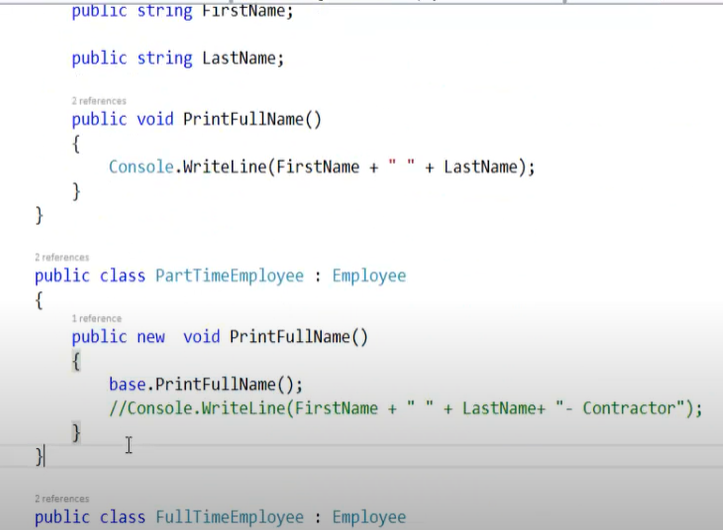 public string FirstName;
public string LastName;
2 references
public void PrintFullName()
{
Console.WriteLine(FirstName + " " + LastName);
}
}
2 references
public class PartTimeEmployee : Employee
{
1 reference
public new  void PrintFullName()
{
base.PrintFullName();
//Console.WriteLine(FirstName + " " + LastName+ "- Contractor");
}
}
2 references
public class FullTimeEmployee : Employee